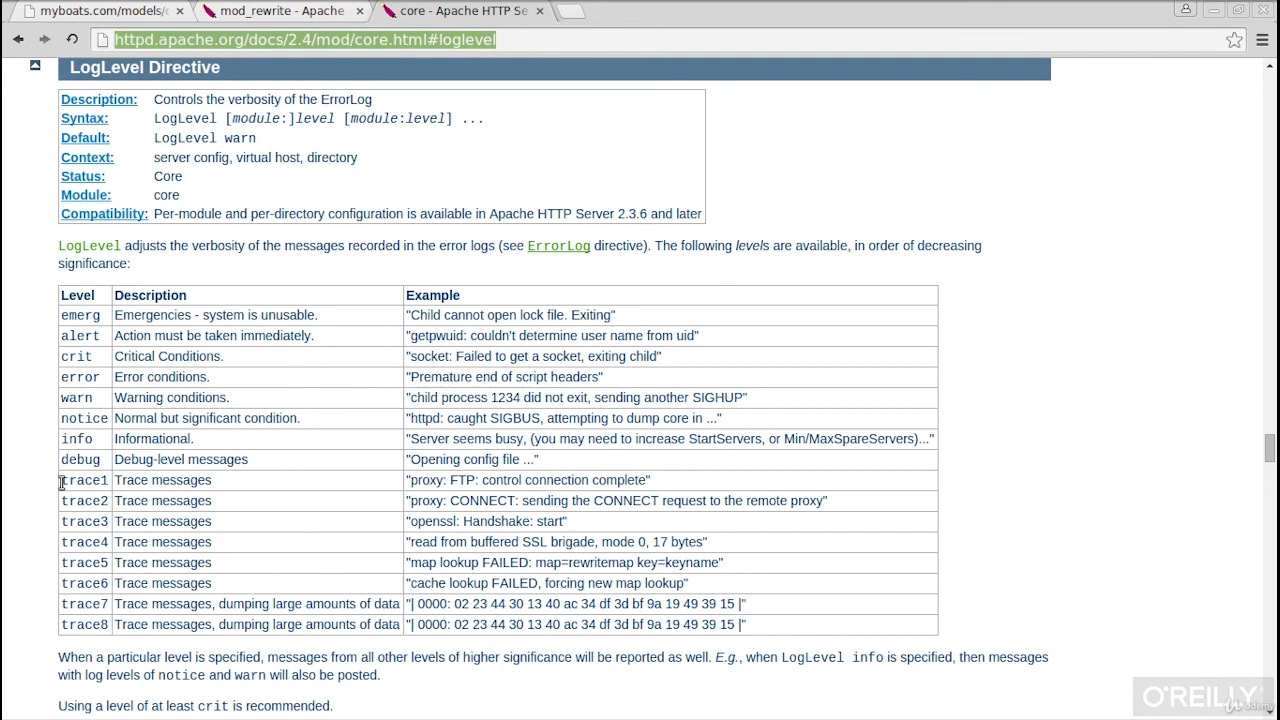 myboats.com/models/
mod_rewrite - Apache
core - Apache HTTP Se
httpd.apache.org/docs/2.4/mod/core.html#loglevel
LogLevel Directive
Description: Controls the verbosity of the ErrorLog
Syntax: LogLevel [module:]level [module:level] ...
Default: LogLevel warn
Context: server config, virtual host, directory
Status: Core
Module: core
Compatibility: Per-module and per-directory configuration is available in Apache HTTP Server 2.3.6 and later
LogLevel adjusts the verbosity of the messages recorded in the error logs (see ErrorLog directive). The following levels are available, in order of decreasing
significance:
Level Description Example
emerg Emergencies - system is unusable. "Child cannot open lock file. Exiting"
alert Action must be taken immediately. "getpwuid: couldn't determine user name from uid"
crit Critical Conditions. "socket: Failed to get a socket, exiting child"
error Error conditions. "Premature end of script headers"
warn Warning conditions. "child process 1234 did not exit, sending another SIGHUP"
notice Normal but significant condition. "httpd: caught SIGBUS, attempting to dump core in ..."
info Informational. "Server seems busy, (you may need to increase StartServers, or Min/MaxSpareServers)..."
debug Debug-level messages "Opening config file ..."
trace1 Trace messages "proxy: FTP: control connection complete"
trace2 Trace messages "proxy: CONNECT: sending the CONNECT request to the remote proxy"
trace3 Trace messages "openssl: Handshake: start"
trace4 Trace messages "read from buffered SSL brigade, mode 0, 17 bytes"
trace5 Trace messages "map lookup FAILED: map=rewritemap key=keyname"
trace6 Trace messages "cache lookup FAILED, forcing new map lookup"
trace7 Trace messages, dumping large amounts of data "| 0000: 02 23 44 30 13 40 ac 34 df 3d bf 9a 19 49 39 15 |"
trace8 Trace messages, dumping large amounts of data "| 0000: 02 23 44 30 13 40 ac 34 df 3d bf 9a 19 49 39 15 |"
When a particular level is specified, messages from all other levels of higher significance will be reported as well. E.g., when LogLevel info is specified, then messages
with log levels of notice and warn will also be posted.
Using a level of at least crit is recommended.
O'REILLY
Udemy